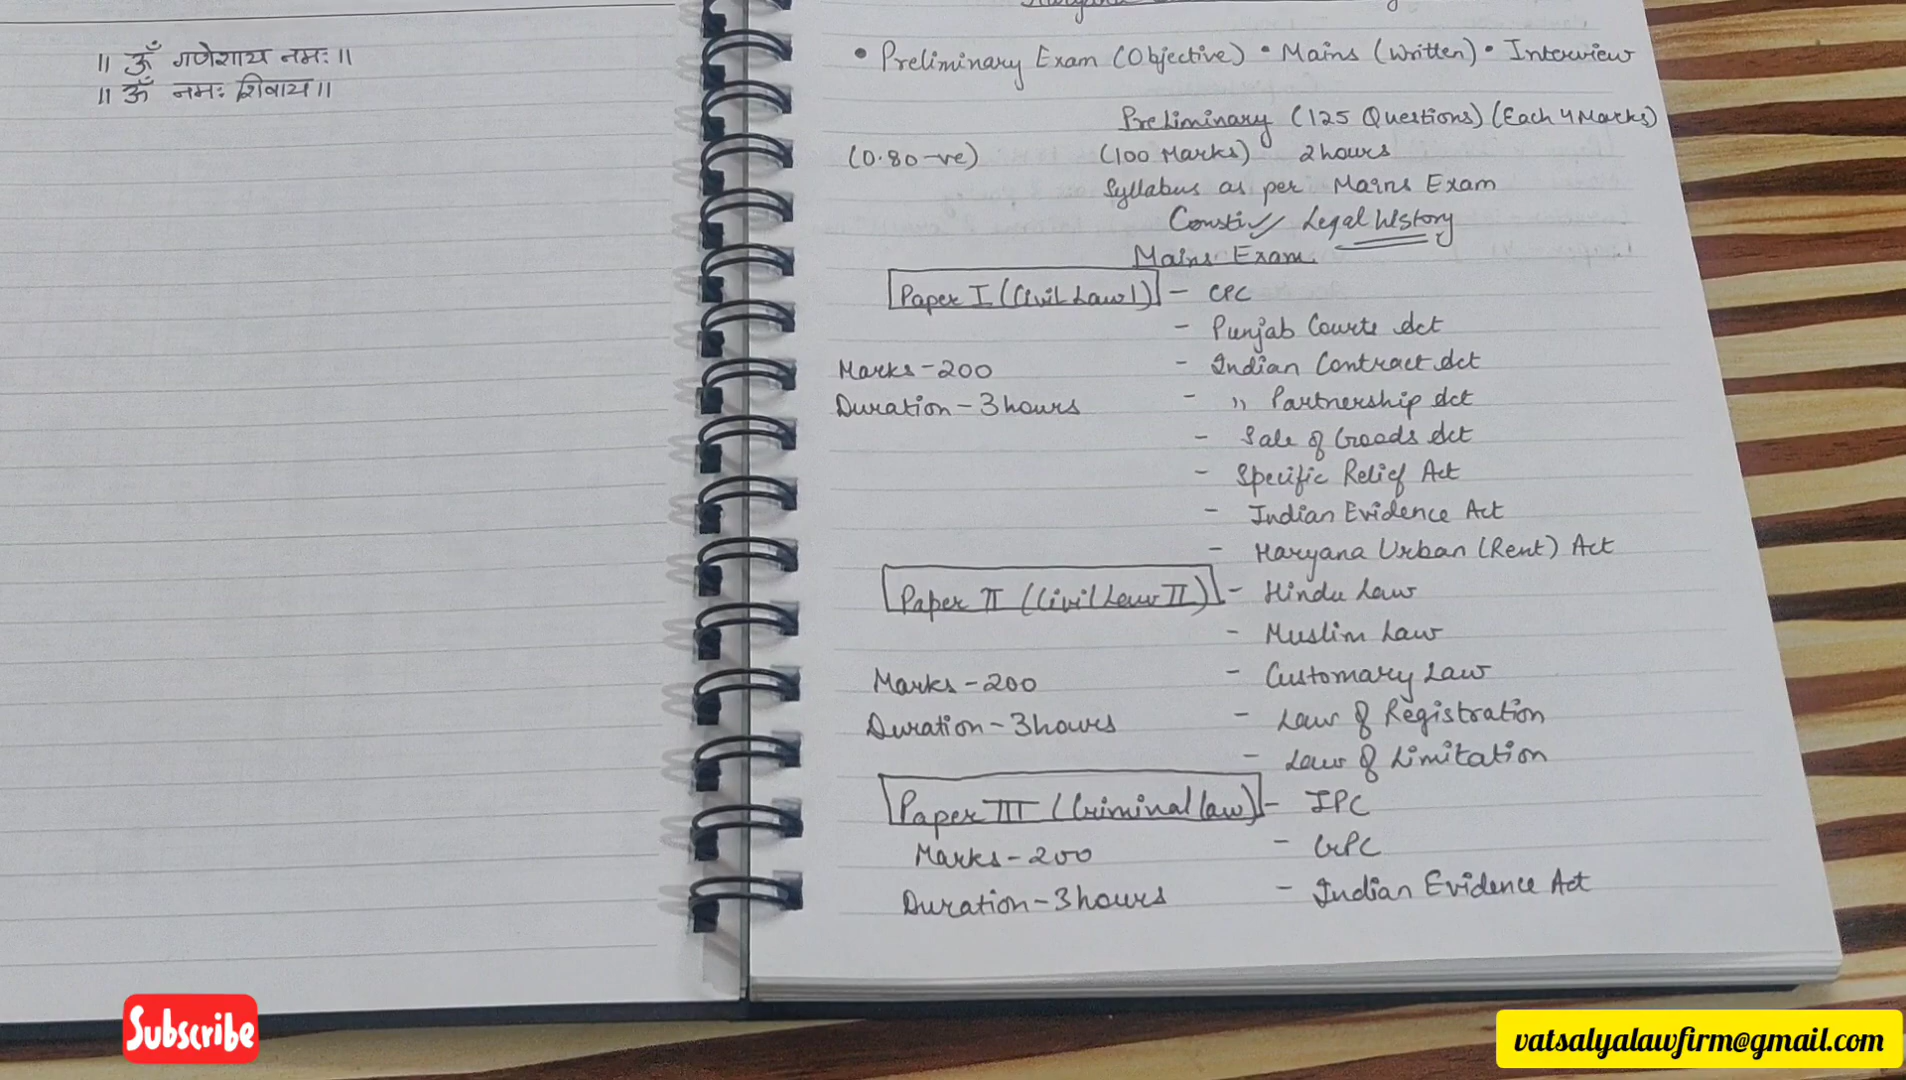 ॥ ॐ गणेशाय नमः ॥
॥ ॐ नमः शिवाय ॥
Haryana
• Preliminary Exam (Objective) • Mains (Written) • Interview
Preliminary (125 Questions) (Each 4 Marks)
(0.80 -ve) (100 Marks) 2 hours
Syllabus as per Mains Exam
Consti Legal history
Mains Exam
Paper I (Civil Law I) - CPC
- Punjab Courts Act
Marks - 200 - Indian Contract Act
Duration - 3 hours - " Partnership Act
- Sale of Goods Act
- Specific Relief Act
- Indian Evidence Act
- Haryana Urban (Rent) Act
Paper II (Civil Law II) - Hindu Law
- Muslim Law
Marks - 200 - Customary Law
Duration - 3 hours - Law of Registration
- Law of Limitation
Paper III (Criminal Law) - IPC
Marks - 200 - CrPC
Duration - 3 hours - Indian Evidence Act
Subscribe
vatsalyalawfirm@gmail.com